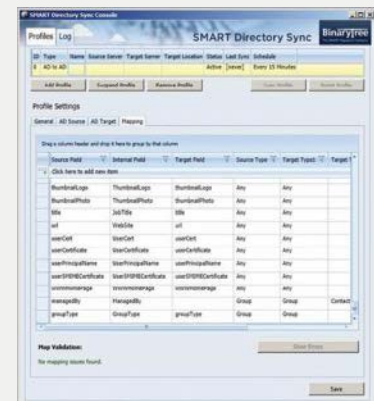 SMART Directory Sync Console
Profiles Log
SMART Directory Sync
Binarytree
ID Type Name Source Server Target Server Target Location Status Last Sync Schedule
AD to AD Active [never] Every 15 Minutes
Add Profile Suspend Profile Remove Profile
Profile Settings
General AD Source AD Target Mapping
Drag a column header and drop it here to group by that column
Source Field Internal Field Target Field Source Type Target Type
Click here to add new item
thumbnailLogo ThumbnailLogo thumbnailLogo Any Any
thumbnailPhoto ThumbnailPhoto thumbnailPhoto Any Any
title JobTitle title Any Any
url WebSite url Any Any
userCert UserCert userCert Any Any
userCertificate UserCertificate userCertificate Any Any
userPrincipalName UserPrincipalName userPrincipalName Any Any
userSMIMECertificate UserSMIMECertificate userSMIMECertificate Any Any
Any Any
managedBy ManagedBy managedBy Group Group Contact
groupType GroupType groupType Group Group
Map Validation:
No mapping issues found.
Save